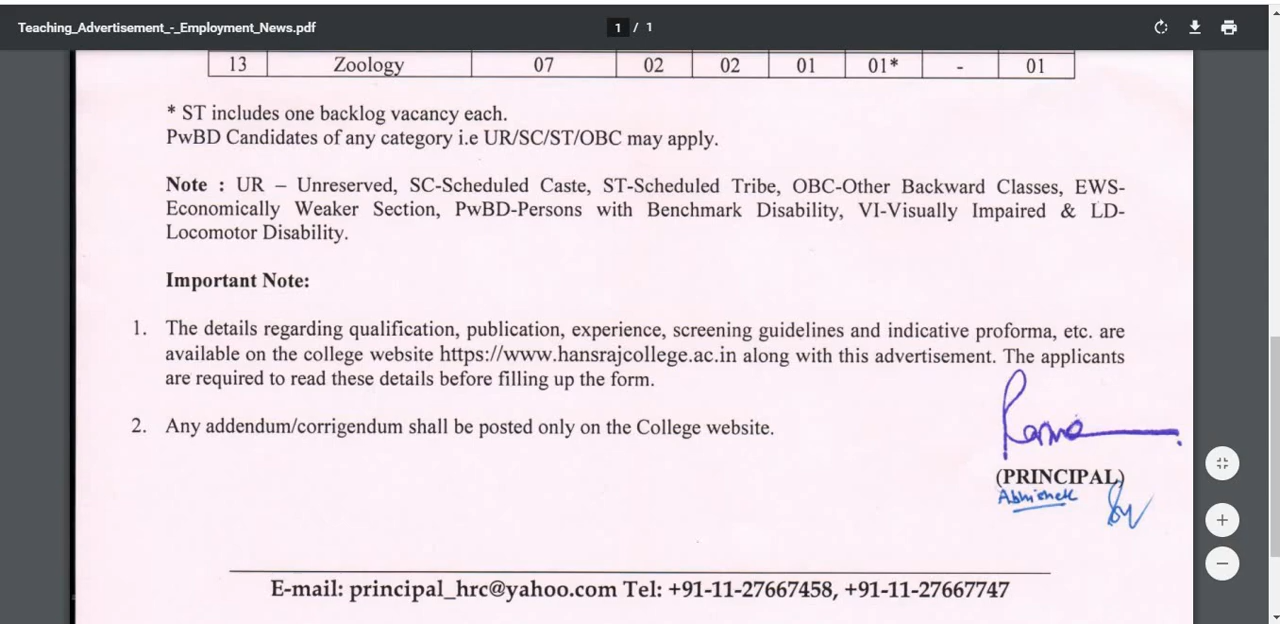 Teaching_Advertisement_-_Employment_News.pdf
1 / 1
13 Zoology 07 02 02 01 01* - 01
* ST includes one backlog vacancy each.
PwBD Candidates of any category i.e UR/SC/ST/OBC may apply.
Note : UR – Unreserved, SC-Scheduled Caste, ST-Scheduled Tribe, OBC-Other Backward Classes, EWS-
Economically Weaker Section, PwBD-Persons with Benchmark Disability, VI-Visually Impaired & LD-
Locomotor Disability.
Important Note:
1. The details regarding qualification, publication, experience, screening guidelines and indicative proforma, etc. are
available on the college website https://www.hansrajcollege.ac.in along with this advertisement. The applicants
are required to read these details before filling up the form.
2. Any addendum/corrigendum shall be posted only on the College website.
Rama
(PRINCIPAL)
Abhishek
E-mail: principal_hrc@yahoo.com Tel: +91-11-27667458, +91-11-27667747